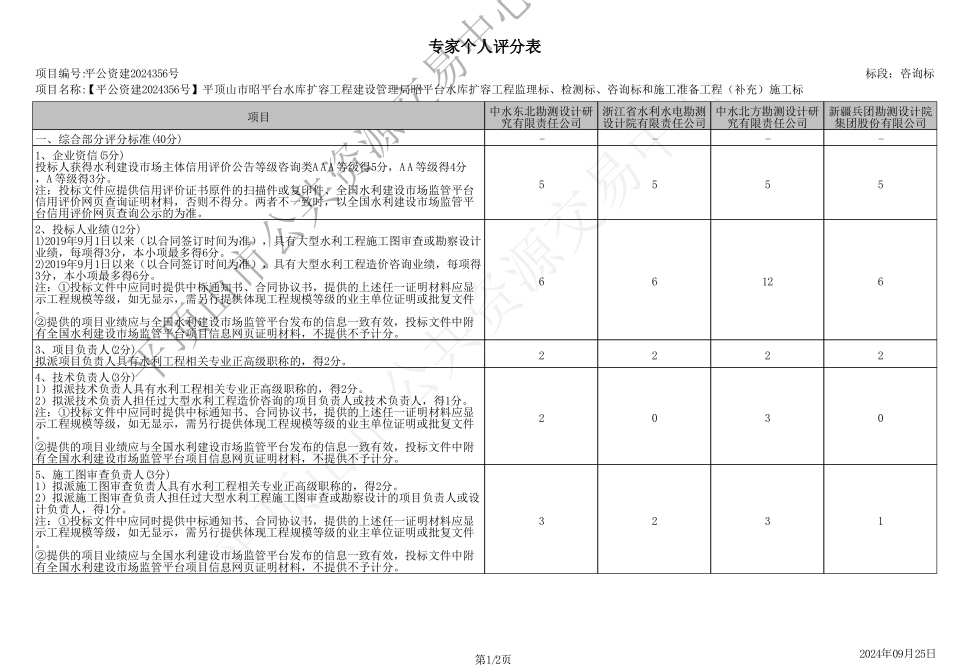 专家个人评分表
项目编号:平公资建2024356号
标段：咨询标
项目名称:【平公资建2024356号】平顶山市昭平台水库扩容工程建设管理局昭平台水库扩容工程监理标、检测标、咨询标和施工准备工程（补充）施工标
项目
中水东北勘测设计研
究有限责任公司
浙江省水利水电勘测
设计院有限责任公司
中水北方勘测设计研
究有限责任公司
新疆兵团勘测设计院
集团股份有限公司
一、综合部分评分标准(40分)
-
-
-
-
1、企业资信(5分)
投标人获得水利建设市场主体信用评价公告等级咨询类AAA等级得5分，AA等级得4分
，A等级得3分。
注：投标文件应提供信用评价证书原件的扫描件或复印件、全国水利建设市场监管平台
信用评价网页查询证明材料，否则不得分。两者不一致时，以全国水利建设市场监管平
台信用评价网页查询公示的为准。
5
5
5
5
2、投标人业绩(12分)
1)2019年9月1日以来（以合同签订时间为准），具有大型水利工程施工图审查或勘察设计
业绩，每项得3分，本小项最多得6分。
2)2019年9月1日以来（以合同签订时间为准），具有大型水利工程造价咨询业绩，每项得
3分，本小项最多得6分。
注：①投标文件中应同时提供中标通知书、合同协议书，提供的上述任一证明材料应显
示工程规模等级，如无显示，需另行提供体现工程规模等级的业主单位证明或批复文件
。
②提供的项目业绩应与全国水利建设市场监管平台发布的信息一致有效，投标文件中附
有全国水利建设市场监管平台项目信息网页证明材料，不提供不予计分。
6
6
12
6
3、项目负责人(2分)
拟派项目负责人具有水利工程相关专业正高级职称的，得2分。
2
2
2
2
4、技术负责人(3分)
1）拟派技术负责人具有水利工程相关专业正高级职称的，得2分。
2）拟派技术负责人担任过大型水利工程造价咨询的项目负责人或技术负责人，得1分。
注：①投标文件中应同时提供中标通知书、合同协议书，提供的上述任一证明材料应显
示工程规模等级，如无显示，需另行提供体现工程规模等级的业主单位证明或批复文件
。
②提供的项目业绩应与全国水利建设市场监管平台发布的信息一致有效，投标文件中附
有全国水利建设市场监管平台项目信息网页证明材料，不提供不予计分。
2
0
3
0
5、施工图审查负责人(3分)
1）拟派施工图审查负责人具有水利工程相关专业正高级职称的，得2分。
2）拟派施工图审查负责人担任过大型水利工程施工图审查或勘察设计的项目负责人或设
计负责人，得1分。
注：①投标文件中应同时提供中标通知书、合同协议书，提供的上述任一证明材料应显
示工程规模等级，如无显示，需另行提供体现工程规模等级的业主单位证明或批复文件
。
②提供的项目业绩应与全国水利建设市场监管平台发布的信息一致有效，投标文件中附
有全国水利建设市场监管平台项目信息网页证明材料，不提供不予计分。
3
2
3
1
平顶山市公共资源交易中心
平顶山市公共资源交易中心
第1/2页
2024年09月25日